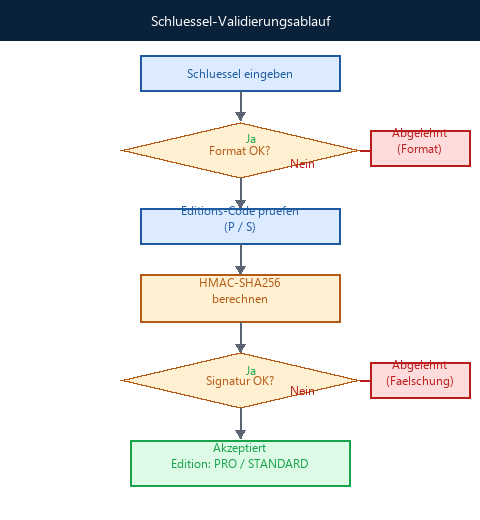 Schluessel-Validierungsablauf
Schluessel eingeben
Ja
Format OK?
Nein
Abgelehnt
(Format)
Editions-Code pruefen
(P / S)
HMAC-SHA256
berechnen
Ja
Signatur OK?
Nein
Abgelehnt
(Faelschung)
Akzeptiert
Edition: PRO / STANDARD